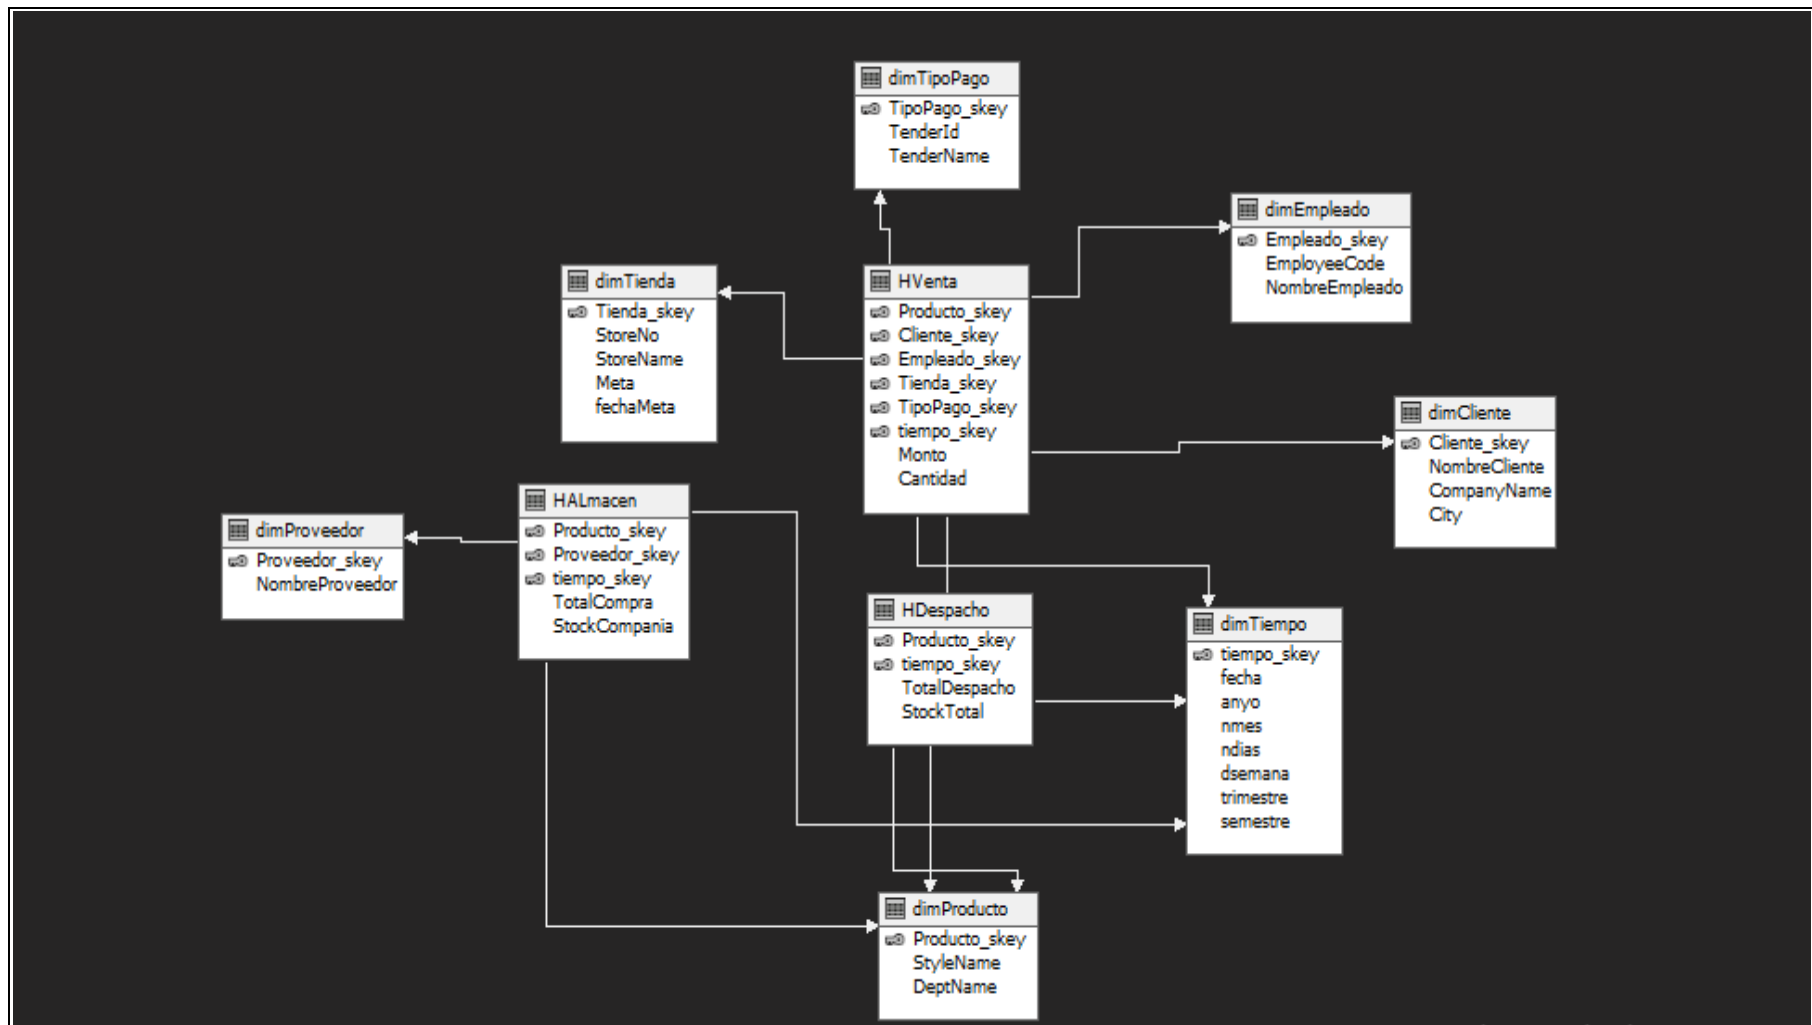 dimTipoPago
TipoPago_skey
TenderId
TenderName
dimEmpleado
Empleado_skey
EmployeeCode
NombreEmpleado
dimTienda
Tienda_skey
StoreNo
StoreName
Meta
fechaMeta
HVenta
Producto_skey
Cliente_skey
Empleado_skey
Tienda_skey
TipoPago_skey
tiempo_skey
Monto
Cantidad
dimCliente
Cliente_skey
NombreCliente
CompanyName
City
dimProveedor
Proveedor_skey
NombreProveedor
HALmacen
Producto_skey
Proveedor_skey
tiempo_skey
TotalCompra
StockCompania
HDespacho
Producto_skey
tiempo_skey
TotalDespacho
StockTotal
dimTiempo
tiempo_skey
fecha
anyo
nmes
ndias
dsemana
trimestre
semestre
dimProducto
Producto_skey
StyleName
DeptName